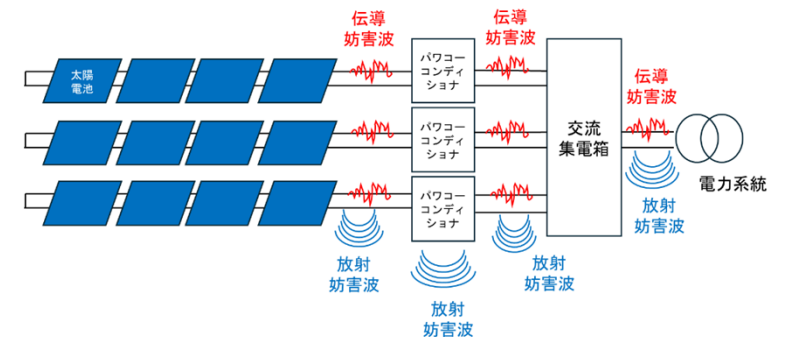 伝導
妨害波
伝導
妨害波
伝導
妨害波
太陽
電池
パワコー
コンディ
ショナ
パワコー
コンディ
ショナ
パワコー
コンディ
ショナ
交流
集電箱
電力系統
放射
妨害波
放射
妨害波
放射
妨害波
放射
妨害波